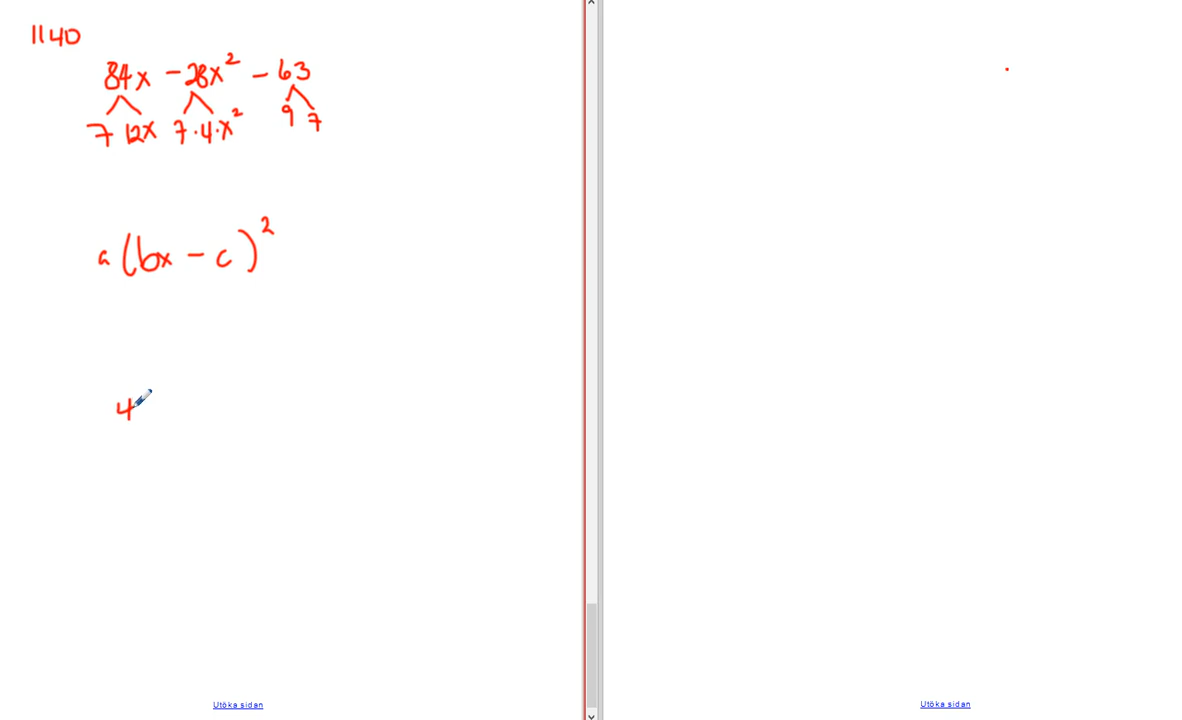 1140
84x - 28x² - 63
7 12x 7·4·x² 9 7
a(bx - c)²
4
Utöka sidan Utöka sidan